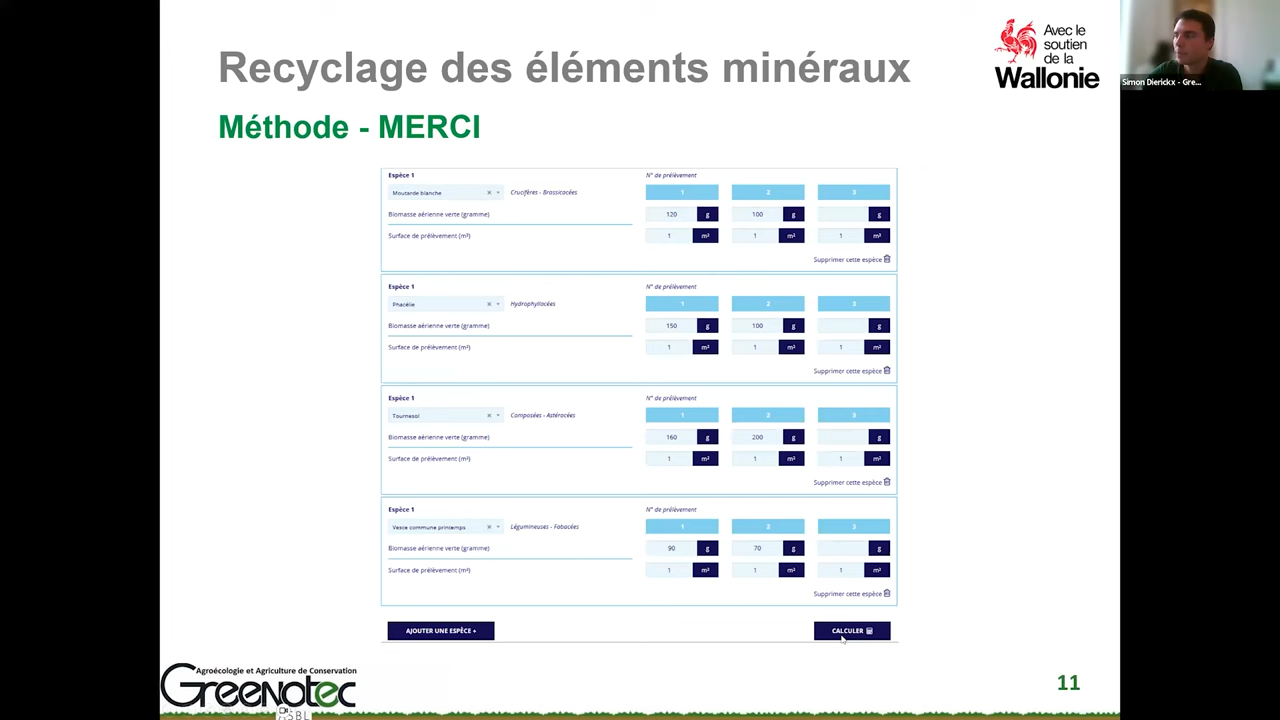 Recyclage des éléments minéraux
Avec le
soutien
de la
Wallonie
Simon Dierickx - Gre...
Méthode - MERCI
Espèce 1
N° de prélèvement
Moutarde blanche
Crucifères - Brassicacées
1 2 3
Biomasse aérienne verte (gramme)
120 g 100 g g
Surface de prélèvement (m²)
1 m² 1 m² 1 m²
Supprimer cette espèce
Espèce 1
N° de prélèvement
Phacélie
Hydrophyllacées
1 2 3
Biomasse aérienne verte (gramme)
150 g 100 g g
Surface de prélèvement (m²)
1 m² 1 m² 1 m²
Supprimer cette espèce
Espèce 1
N° de prélèvement
Tournesol
Composées - Astéracées
1 2 3
Biomasse aérienne verte (gramme)
160 g 200 g g
Surface de prélèvement (m²)
1 m² 1 m² 1 m²
Supprimer cette espèce
Espèce 1
N° de prélèvement
Vesce commune printemps
Légumineuses - Fabacées
1 2 3
Biomasse aérienne verte (gramme)
90 g 70 g g
Surface de prélèvement (m²)
1 m² 1 m² 1 m²
Supprimer cette espèce
AJOUTER UNE ESPÈCE +
CALCULER
Agroécologie et Agriculture de Conservation
Greenotec
ASBL
11